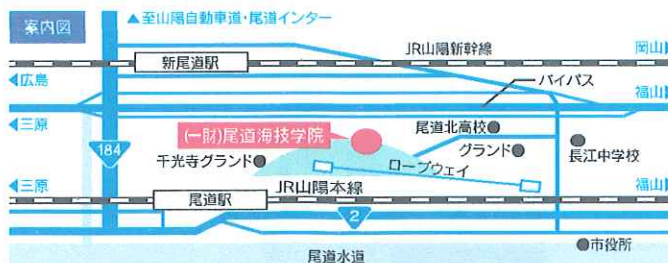 案内図
▲至山陽自動車道・尾道インター
JR山陽新幹線
岡山▶
新尾道駅
◀広島
バイパス
福山▶
◀三原
(一財)尾道海技学院
尾道北高校●
184
千光寺グランド●
グランド●
長江中学校
ロープウェイ
◀三原
JR山陽本線
福山▶
尾道駅
2
●市役所
尾道水道